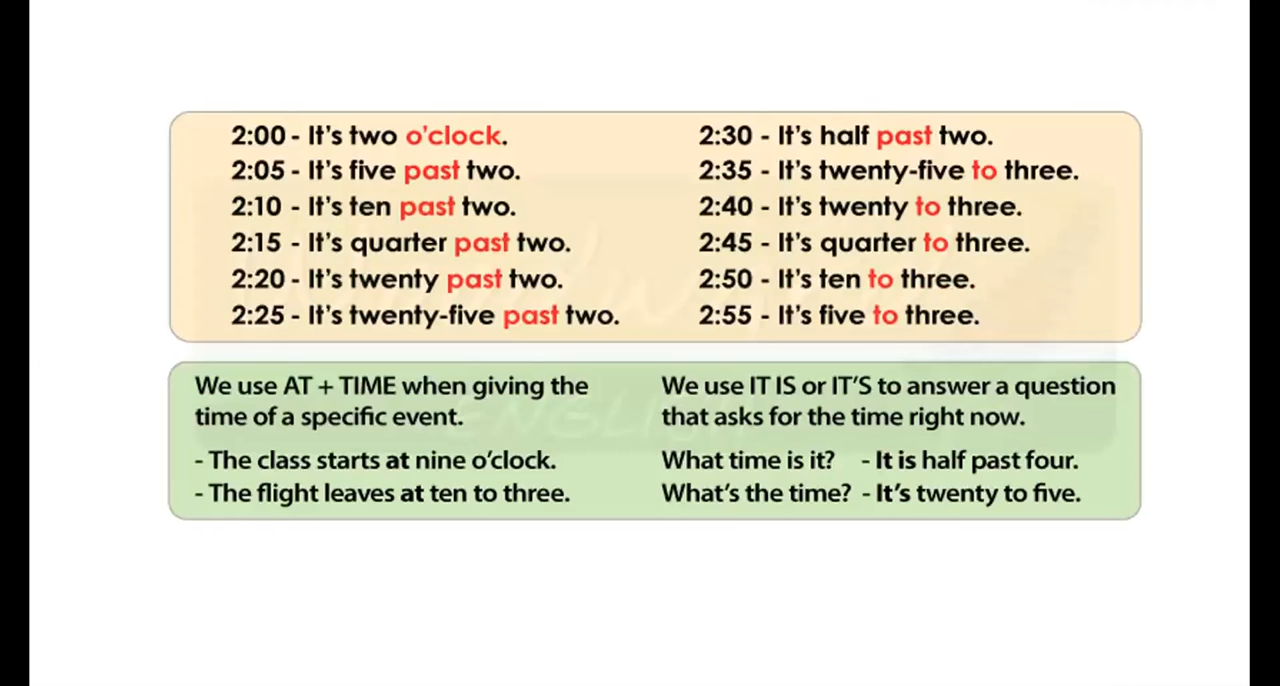 2:00 - It's two o'clock.
2:05 - It's five past two.
2:10 - It's ten past two.
2:15 - It's quarter past two.
2:20 - It's twenty past two.
2:25 - It's twenty-five past two.
2:30 - It's half past two.
2:35 - It's twenty-five to three.
2:40 - It's twenty to three.
2:45 - It's quarter to three.
2:50 - It's ten to three.
2:55 - It's five to three.
We use AT + TIME when giving the
time of a specific event.
- The class starts at nine o'clock.
- The flight leaves at ten to three.
We use IT IS or IT'S to answer a question
that asks for the time right now.
What time is it? - It is half past four.
What's the time? - It's twenty to five.
ENGLISH